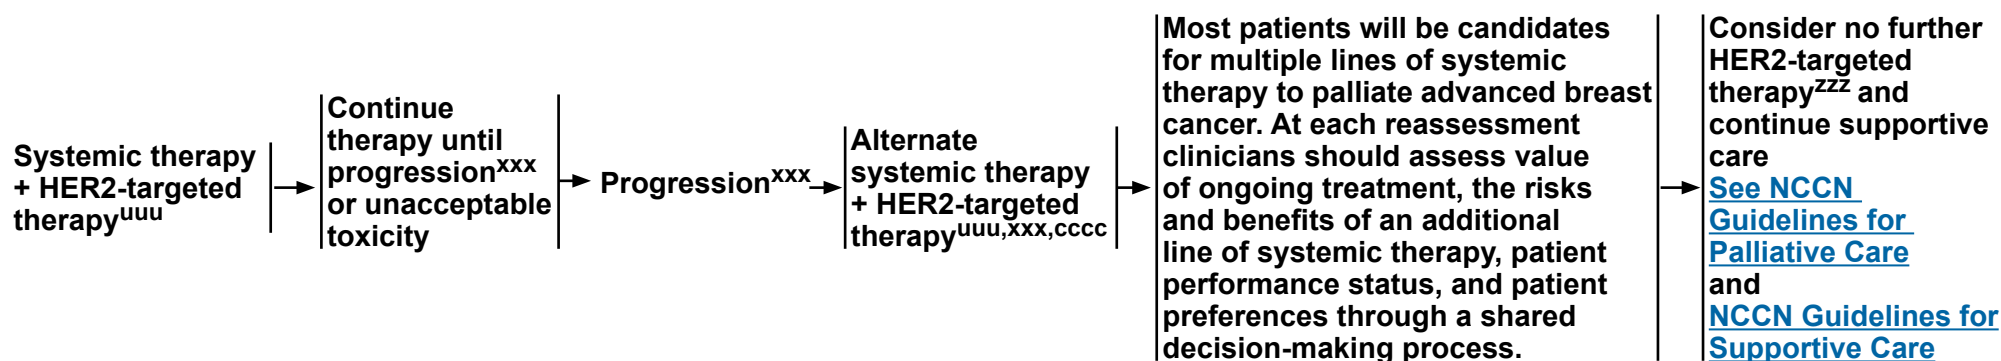 Systemic therapy
+ HER2-targeted
therapyuuu
Continue
therapy until
progressionxxx
or unacceptable
toxicity
Progressionxxx
Alternate
systemic therapy
+ HER2-targeted
therapyuuu,xxx,cccc
Most patients will be candidates
for multiple lines of systemic
therapy to palliate advanced breast
cancer. At each reassessment
clinicians should assess value
of ongoing treatment, the risks
and benefits of an additional
line of systemic therapy, patient
performance status, and patient
preferences through a shared
decision-making process.
Consider no further
HER2-targeted
therapyzzz and
continue supportive
care
See NCCN
Guidelines for
Palliative Care
and
NCCN Guidelines for
Supportive Care